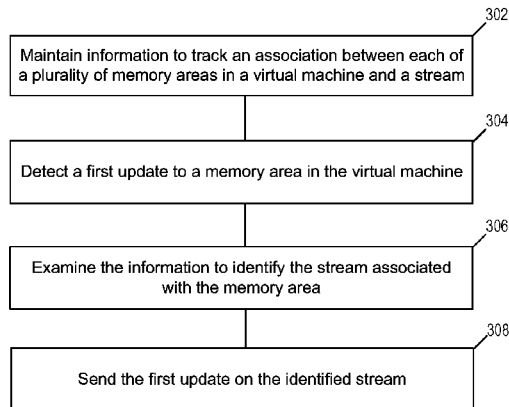 302
Maintain information to track an association between each of
a plurality of memory areas in a virtual machine and a stream
304
Detect a first update to a memory area in the virtual machine
306
Examine the information to identify the stream associated
with the memory area
308
Send the first update on the identified stream